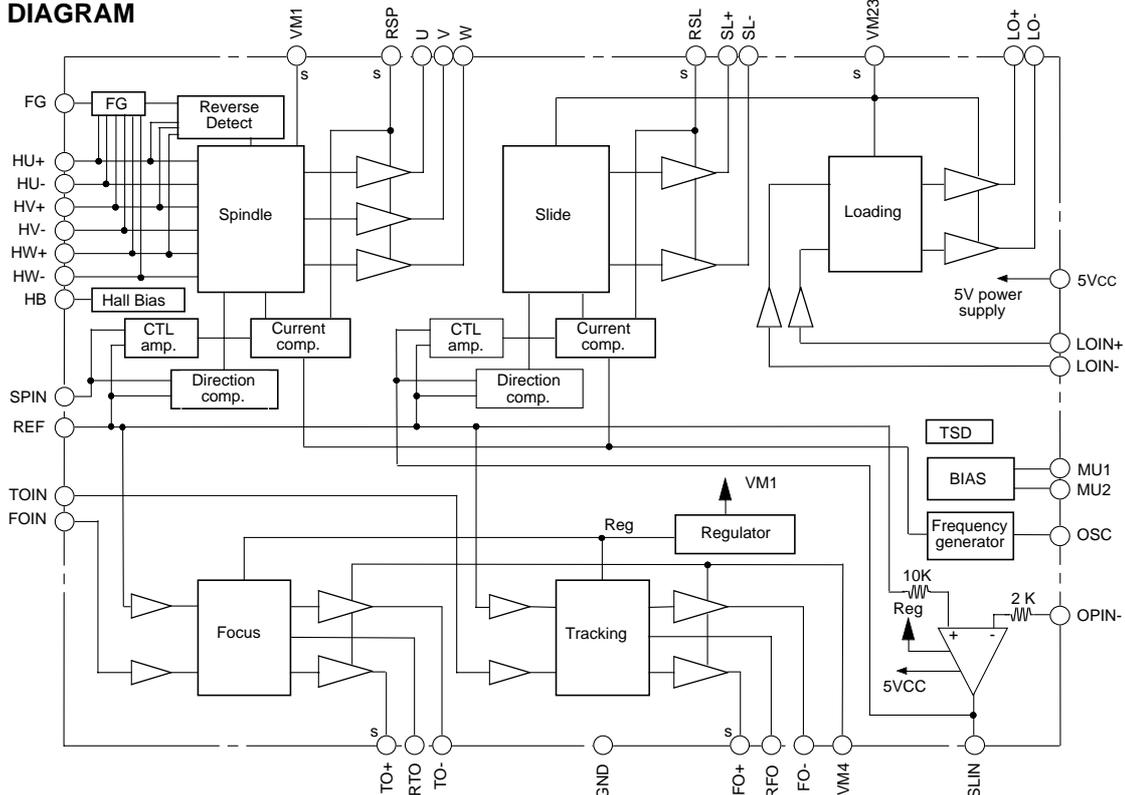 DIAGRAM
VM1
RSP
U
V
W
RSL
SL+
SL-
VM23
LO+
LO-
s
s
s
s
FG
FG
Reverse
Detect
HU+
HU-
HV+
HV-
HW+
HW-
HB
Hall Bias
Spindle
Slide
Loading
5VCC
5V power
supply
CTL
amp.
Current
comp.
CTL
amp.
Current
comp.
LOIN+
LOIN-
Direction
comp.
Direction
comp.
SPIN
REF
TSD
BIAS
MU1
MU2
TOIN
FOIN
VM1
Reg
Regulator
Frequency
generator
OSC
10K
2 K
Reg
OPIN-
+
-
Focus
Tracking
5VCC
s
s
TO+
RTO
TO-
GND
FO+
RFO
FO-
VM4
SLIN